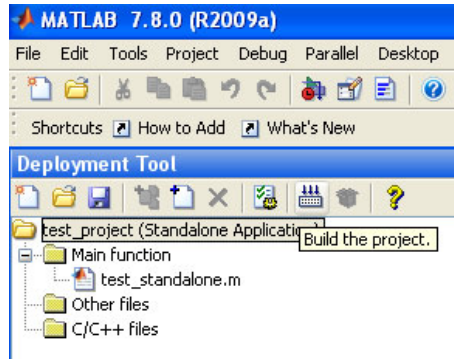 MATLAB 7.8.0 (R2009a)
File Edit Tools Project Debug Parallel Desktop
Shortcuts How to Add What's New
Deployment Tool
test_project (Standalone Applicatio
Build the project.
Main function
test_standalone.m
Other files
C/C++ files